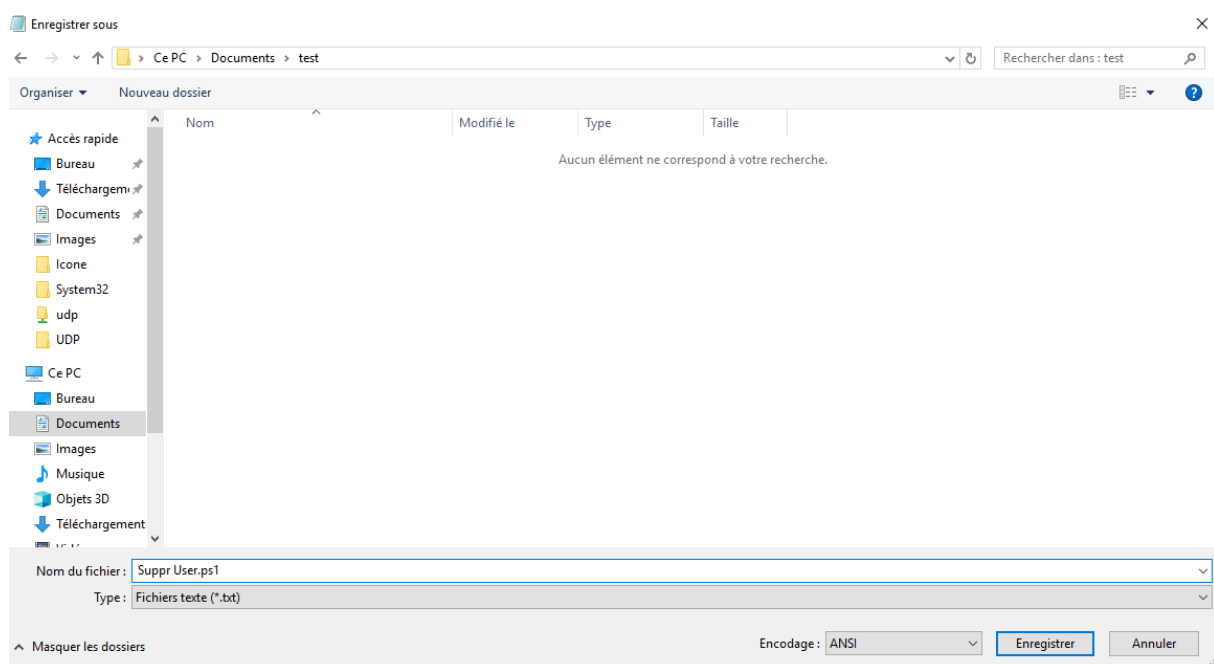 Enregistrer sous
Ce PC > Documents > test
Rechercher dans : test
Organiser
Nouveau dossier
Nom
Modifié le
Type
Taille
Aucun élément ne correspond à votre recherche.
Accès rapide
Bureau
Téléchargem
Documents
Images
Icone
System32
udp
UDP
Ce PC
Bureau
Documents
Images
Musique
Objets 3D
Téléchargement
Nom du fichier : Suppr User.ps1
Type : Fichiers texte (*.txt)
Masquer les dossiers
Encodage : ANSI
Enregistrer
Annuler